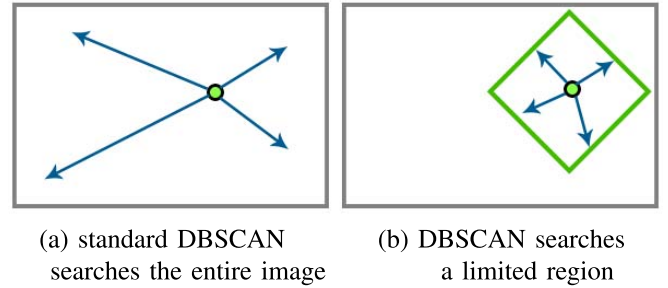 (a) standard DBSCAN
searches the entire image
(b) DBSCAN searches
a limited region